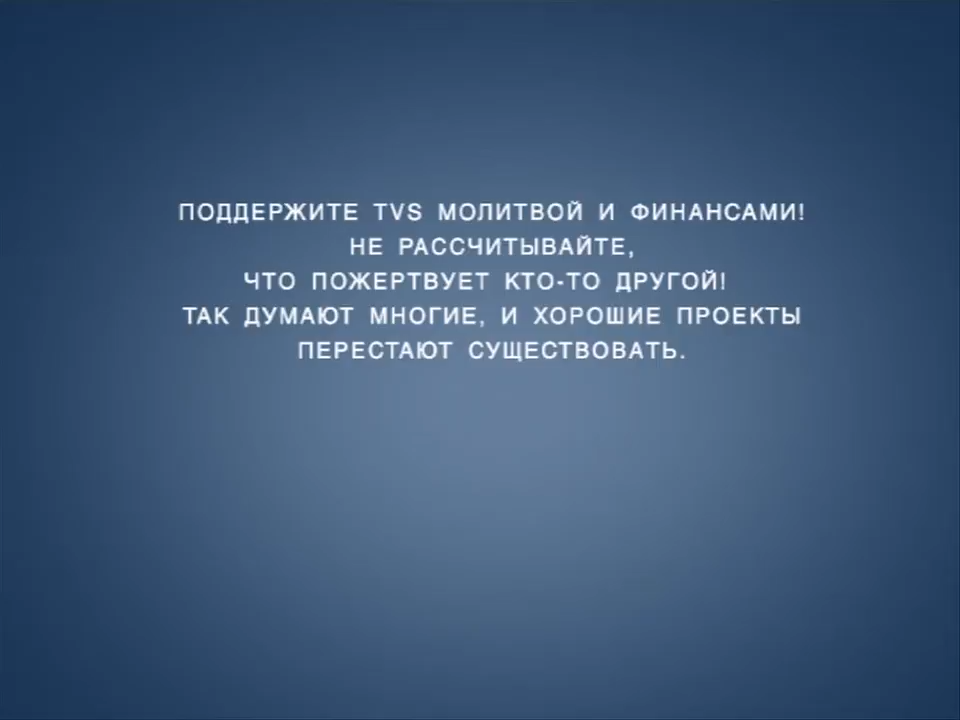 ПОДДЕРЖИТЕ TVS МОЛИТВОЙ И ФИНАНСАМИ!
НЕ РАССЧИТЫВАЙТЕ,
ЧТО ПОЖЕРТВУЕТ КТО-ТО ДРУГОЙ!
ТАК ДУМАЮТ МНОГИЕ, И ХОРОШИЕ ПРОЕКТЫ
ПЕРЕСТАЮТ СУЩЕСТВОВАТЬ.